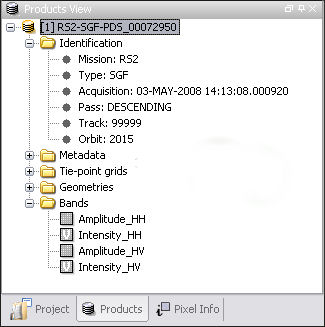 Products View
[1] RS2-SGF-PDS_00072950
Identification
Mission: RS2
Type: SGF
Acquisition: 03-MAY-2008 14:13:08.000920
Pass: DESCENDING
Track: 99999
Orbit: 2015
Metadata
Tie-point grids
Geometries
Bands
Amplitude_HH
Intensity_HH
Amplitude_HV
Intensity_HV
Project Products Pixel Info